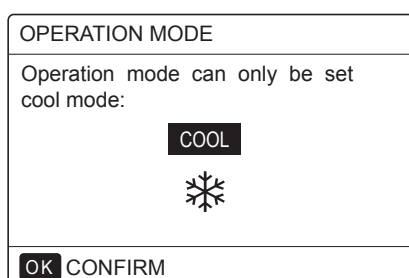 OPERATION MODE
Operation mode can only be set
cool mode:
COOL
OK CONFIRM